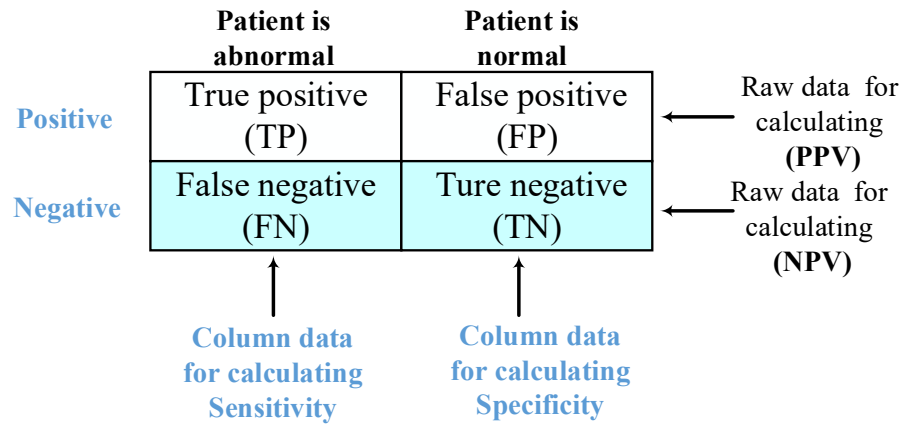 Patient is
abnormal
Patient is
normal
Positive
True positive
(TP)
False positive
(FP)
Raw data for
calculating
(PPV)
Negative
False negative
(FN)
Ture negative
(TN)
Raw data for
calculating
(NPV)
Column data
for calculating
Sensitivity
Column data
for calculating
Specificity